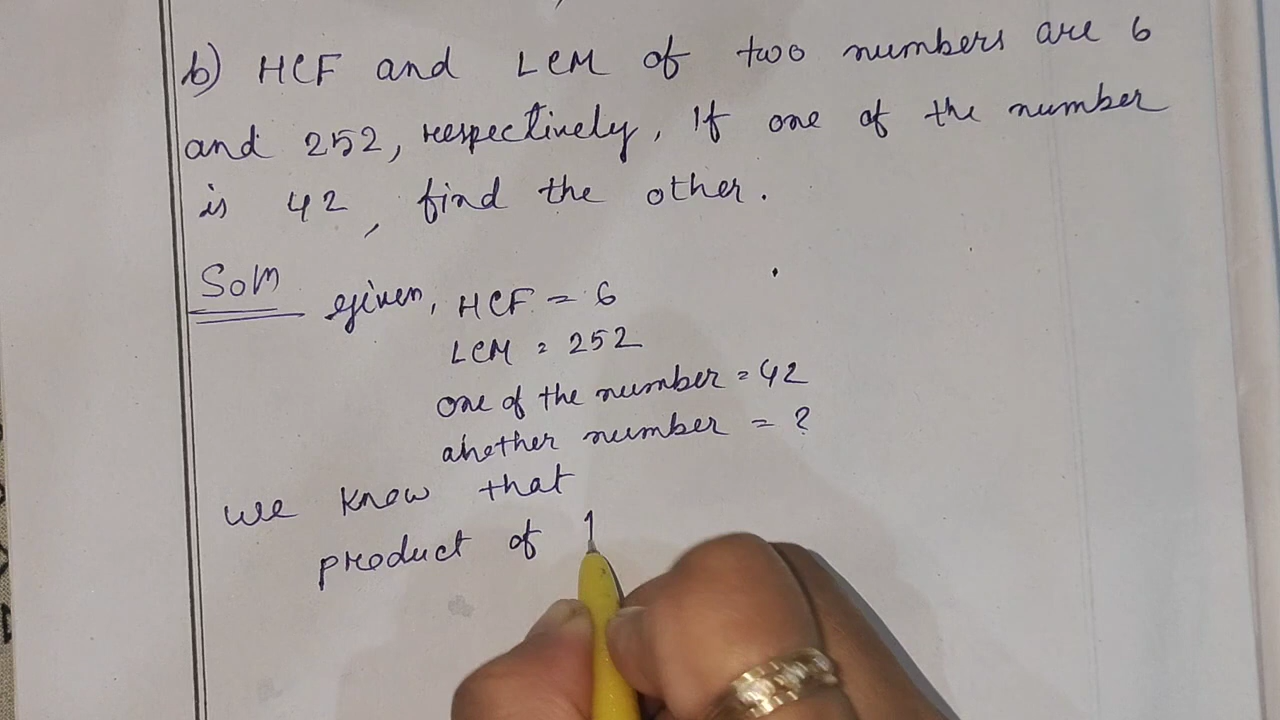 b) HCF and LCM of two numbers are 6
and 252, respectively, If one of the number
is 42, find the other.
Soln
given, HCF = 6
LCM = 252
one of the number = 42
another number = ?
we know that
product of